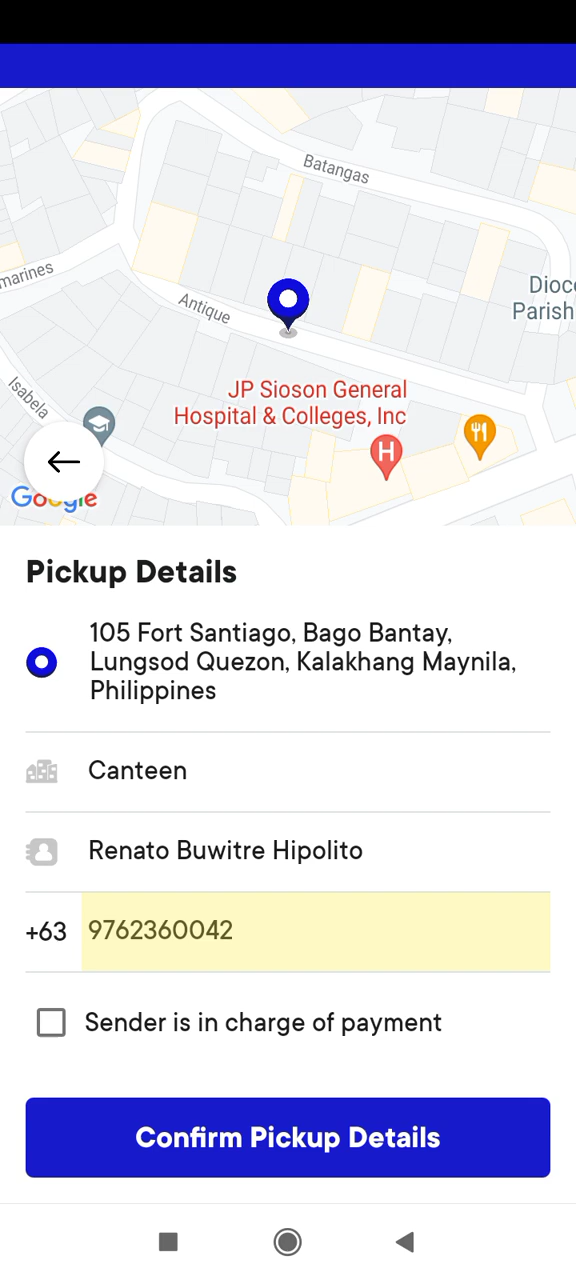 Batangas
marines
Antique
Dioc
Parish
Isabela
JP Sioson General
Hospital & Colleges, Inc
H
Google
Pickup Details
105 Fort Santiago, Bago Bantay,
Lungsod Quezon, Kalakhang Maynila,
Philippines
Canteen
Renato Buwitre Hipolito
+63 9762360042
Sender is in charge of payment
Confirm Pickup Details